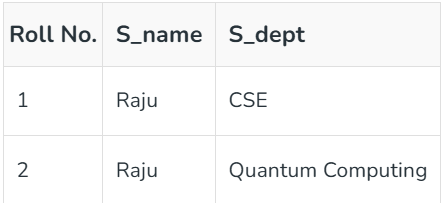 Roll No. S_name S_dept
1 Raju CSE
2 Raju Quantum Computing